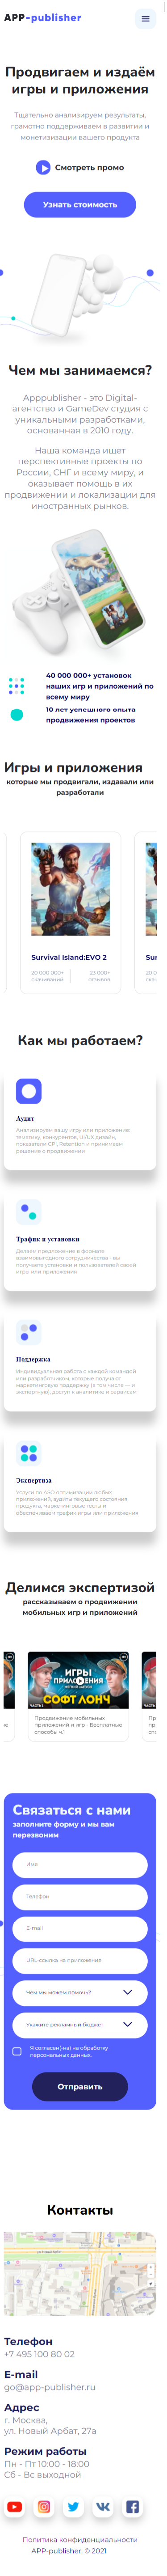 APP-publisher
Продвигаем и издаём
игры и приложения
Тщательно анализируем результаты,
грамотно поддерживаем в развитии и
монетизации вашего продукта
Смотреть промо
Узнать стоимость
Чем мы занимаемся?
Apppublisher - это Digital-
агентство и GameDev студия с
уникальными разработками,
основанная в 2010 году.
Наша команда ищет
перспективные проекты по
России, СНГ и всему миру, и
оказывает помощь в их
продвижении и локализации для
иностранных рынков.
40 000 000+ установок
наших игр и приложений по
всему миру
10 лет успешного опыта
продвижения проектов
Игры и приложения
которые мы продвигали, издавали или
разработали
Survival Island:EVO 2
Sur
20 000 000+
скачиваний
23 000+
отзывов
20 0
ска
Как мы работаем?
Аудит
Анализируем вашу игру или приложение:
тематику, конкурентов, UI/UX дизайн,
показатели CPI, Retention и принимаем
решение о продвижении
Трафик и установки
Делаем предложение в формате
взаимовыгодного сотрудничества - вы
получаете установки и пользователей своей
игры или приложения
Поддержка
Индивидуальная работа с каждой командой
или разработчиком, которые получают
маркетинговую поддержку (в том числе — и
экспертную), доступ к аналитике и сервисам
Экспертиза
Услуги по ASO оптимизации любых
приложений, аудиты текущего состояния
продукта, маркетинговые тесты и
обеспечиваем трафик игры или приложения
Делимся экспертизой
рассказываем о продвижении
мобильных игр и приложений
ИГРЫ
ПРИЛОЖЕНИЯ
СОФТ ЛОНЧ
Продвижение мобильных
приложений и игр · Бесплатные
способы ч.1
Связаться с нами
заполните форму и мы вам
перезвоним
Имя
Телефон
E-mail
URL-ссылка на приложение
Чем мы можем помочь?
Укажите рекламный бюджет
Я согласен(-на) на обработку
персональных данных.
Отправить
Контакты
Телефон
+7 495 100 80 02
E-mail
go@app-publisher.ru
Адрес
г. Москва,
ул. Новый Арбат, 27а
Режим работы
Пн - Пт 10:00 - 18:00
Сб - Вс выходной
Политика конфиденциальности
APP-publisher, © 2021